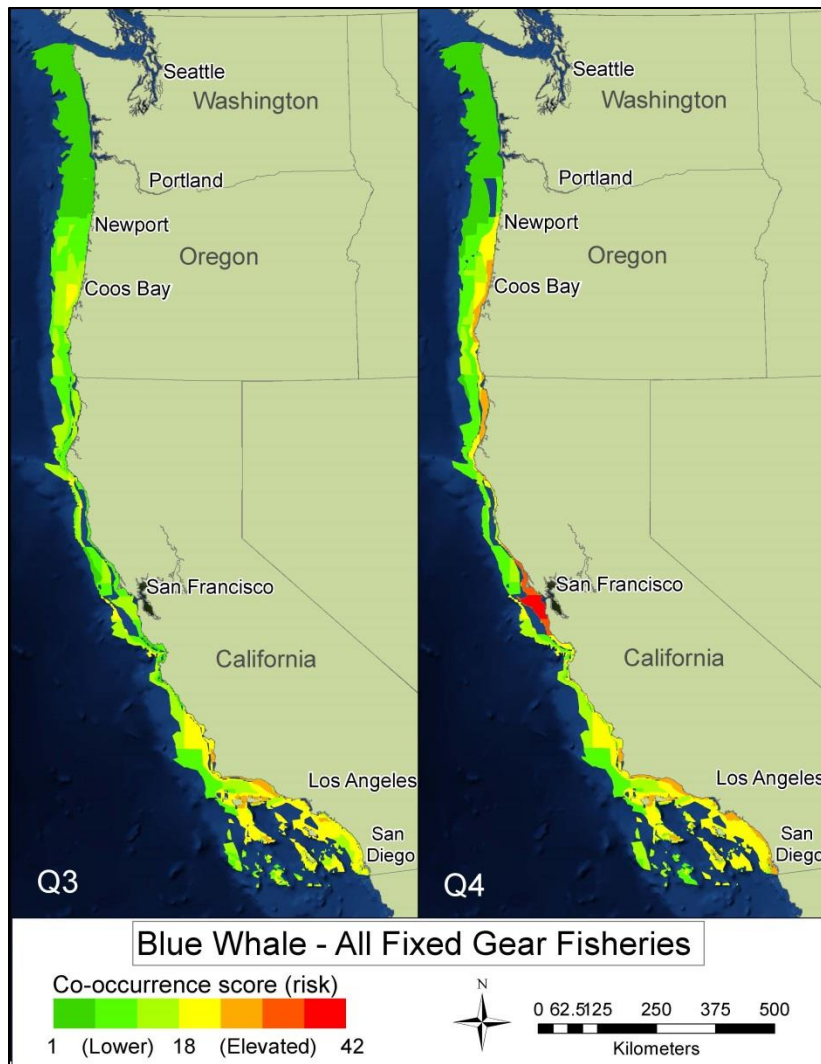 Seattle
Washington
Portland
Newport
Oregon
Coos Bay
San Francisco
California
Los Angeles
San
Diego
Q3
Seattle
Washington
Portland
Newport
Oregon
Coos Bay
San Francisco
California
Los Angeles
San
Diego
Q4
Blue Whale - All Fixed Gear Fisheries
Co-occurrence score (risk)
1 (Lower) 18 (Elevated) 42
N
0 62.5 125 250 375 500
Kilometers